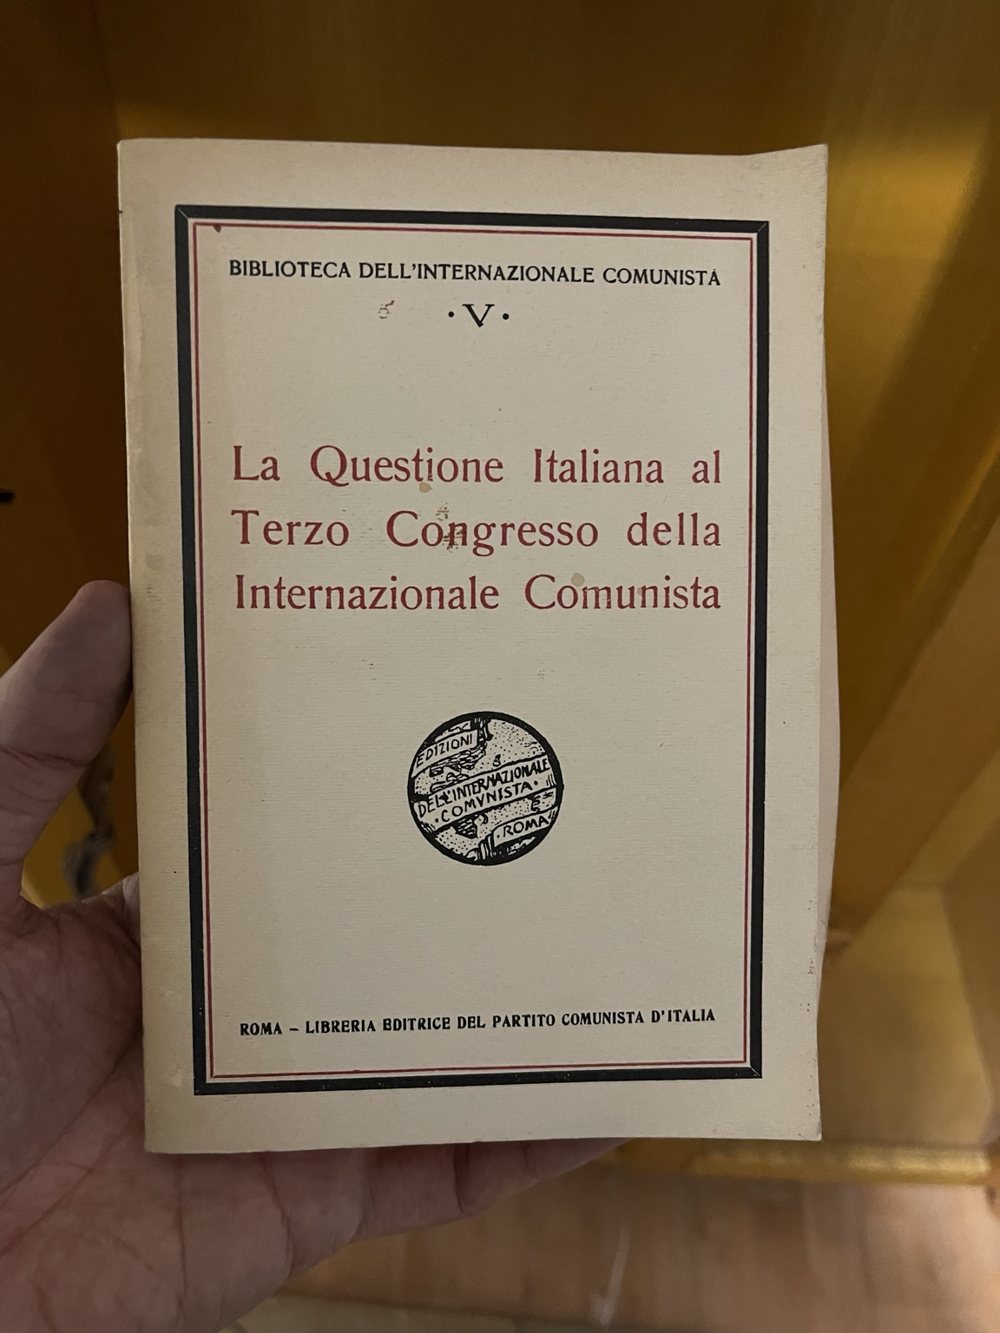 BIBLIOTECA DELL'INTERNAZIONALE COMUNISTA
·V·
La Questione Italiana al
Terzo Congresso della
Internazionale Comunista
EDIZIONI
DELL'INTERNAZIONALE
·COMVNISTA·
·ROMA·
ROMA – LIBRERIA EDITRICE DEL PARTITO COMUNISTA D'ITALIA